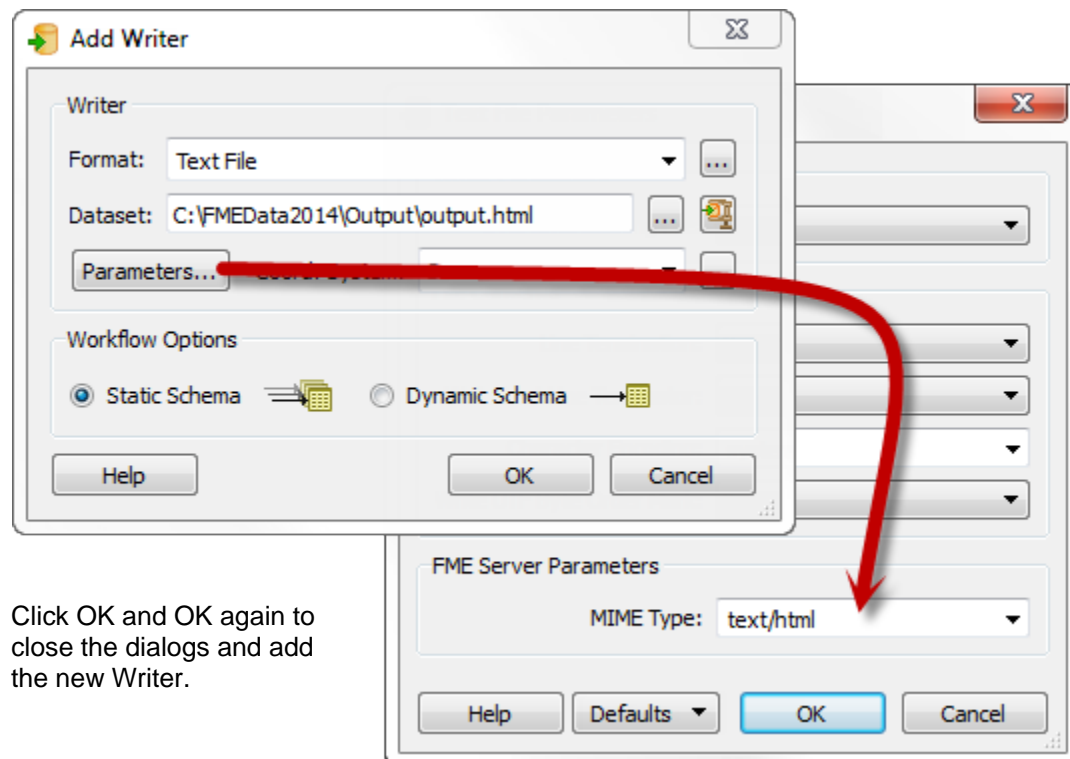 Add Writer
Writer
Format: Text File
Dataset: C:\FMEData2014\Output\output.html
Parameters...
Workflow Options
Static Schema Dynamic Schema
Help OK Cancel
FME Server Parameters
MIME Type: text/html
Help Defaults OK Cancel
Click OK and OK again to
close the dialogs and add
the new Writer.